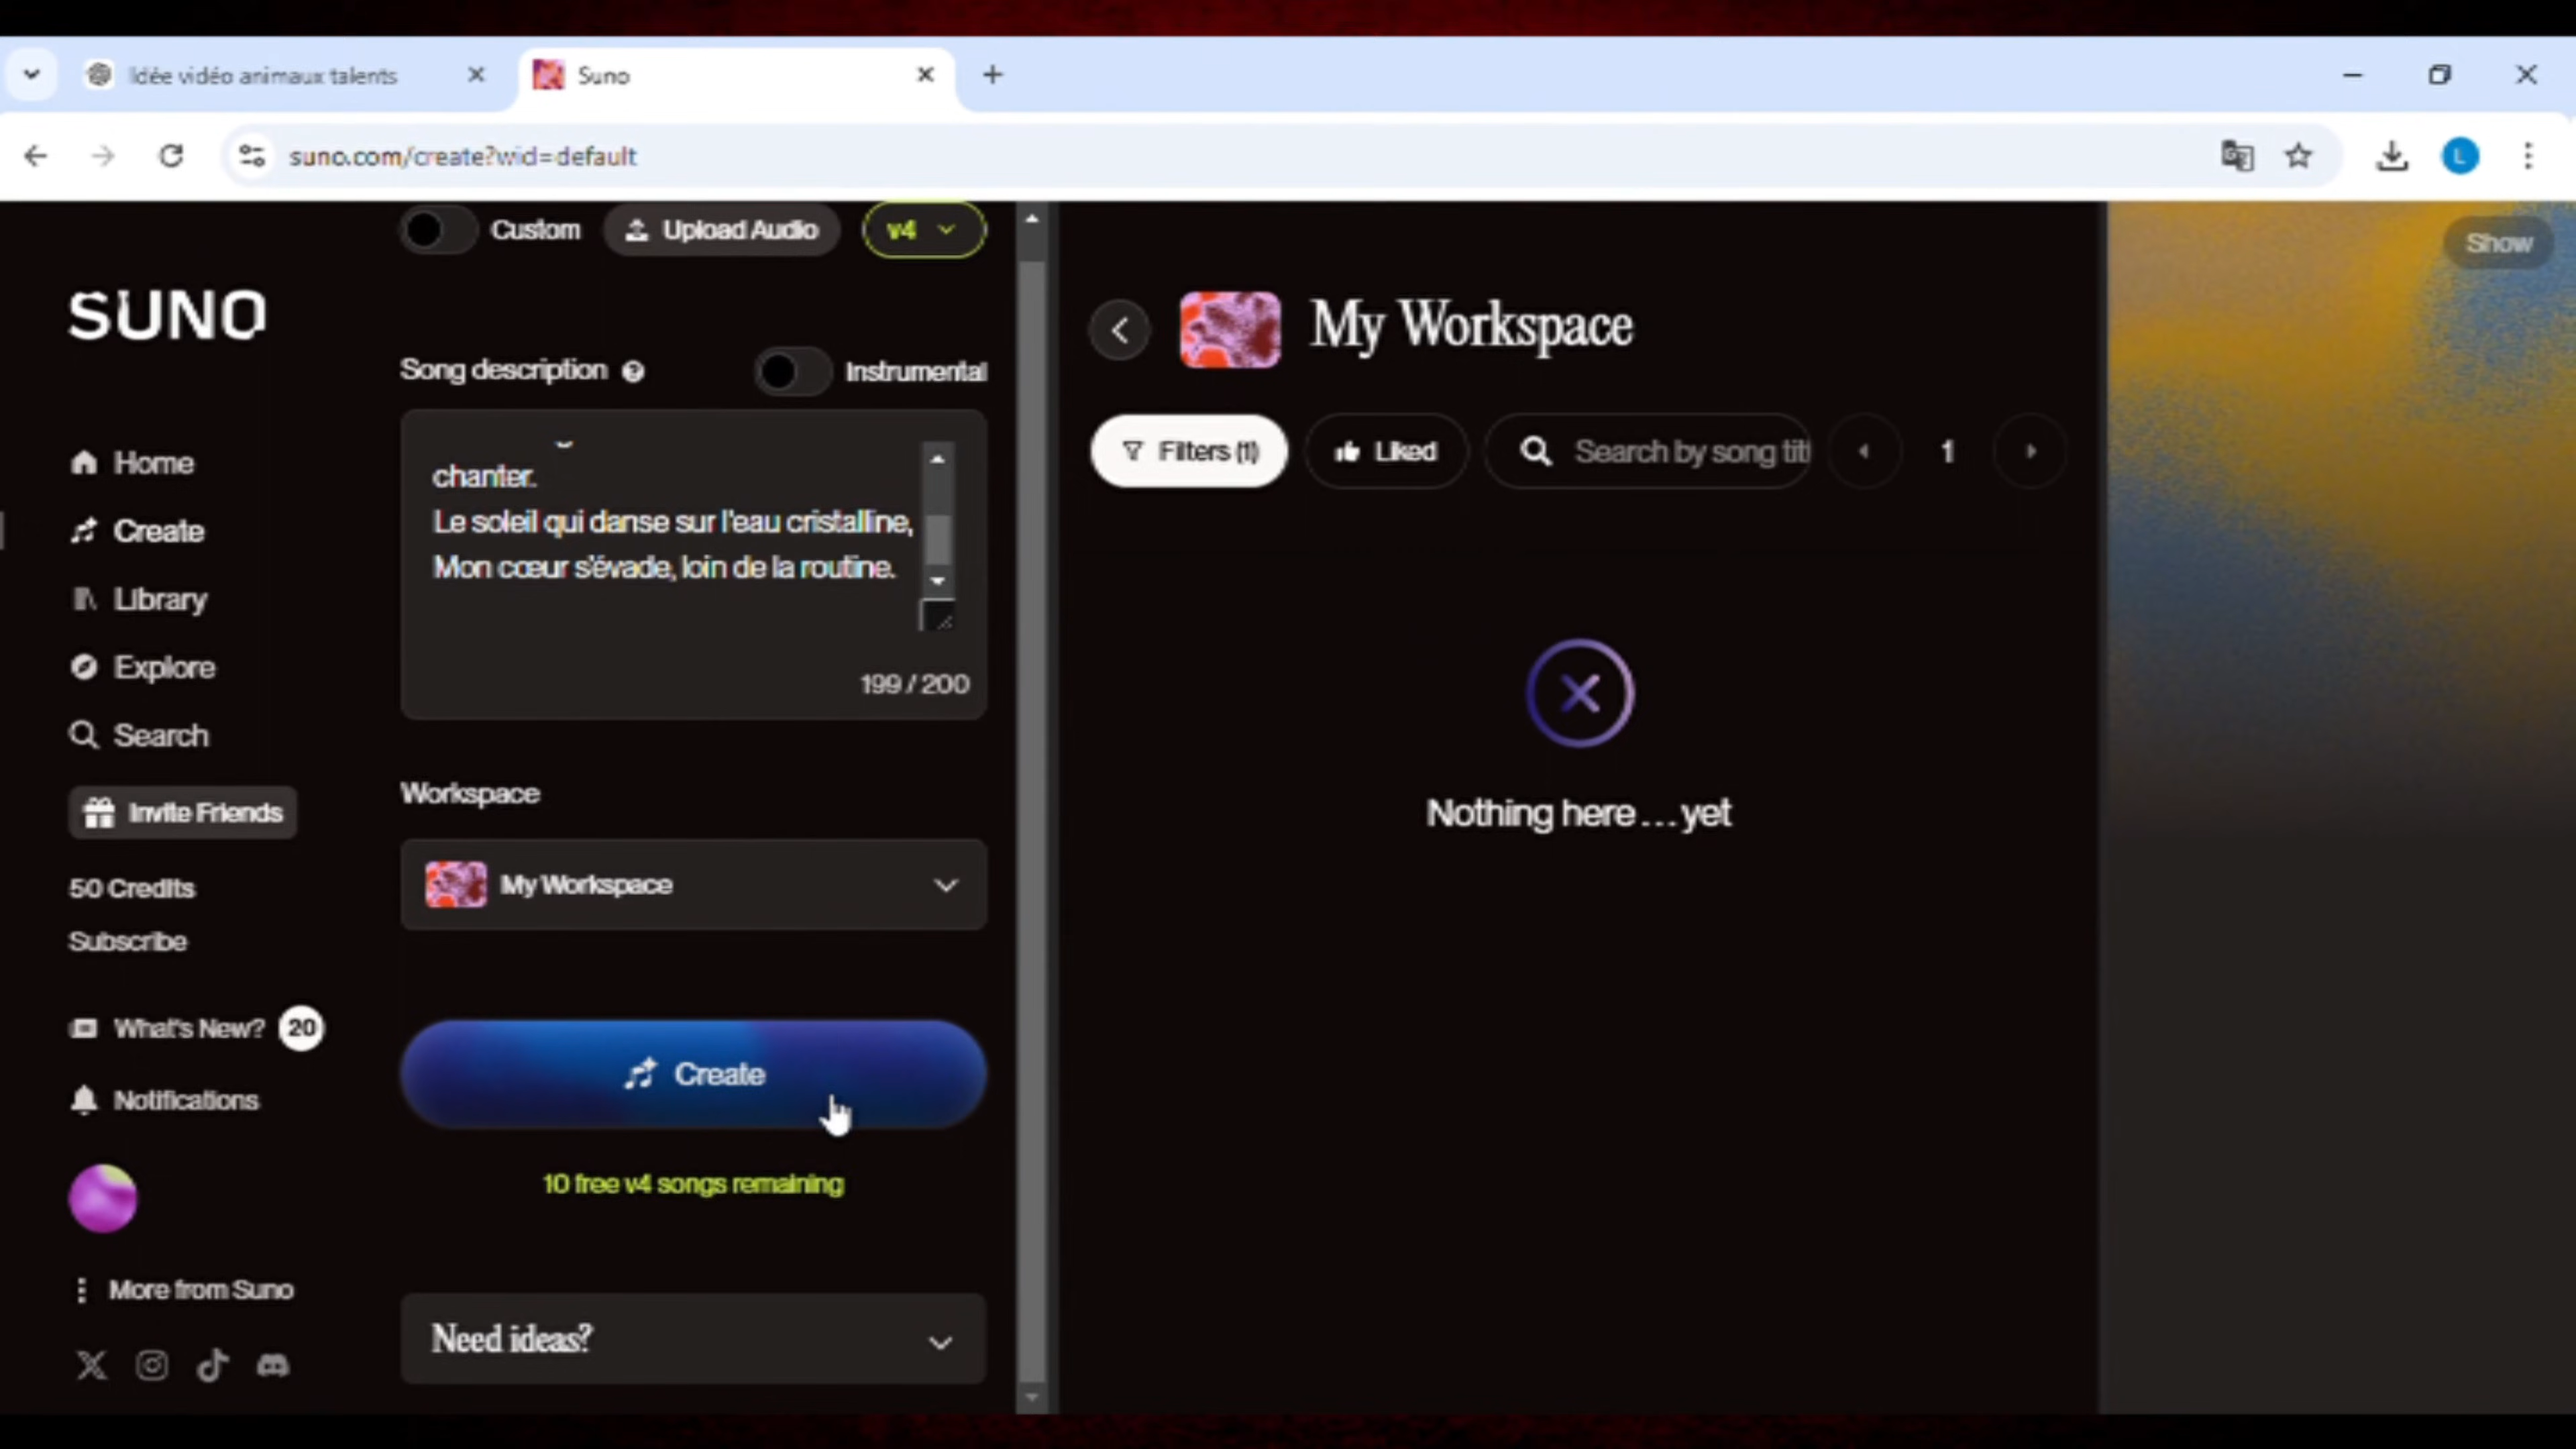 Idée vidéo animaux talents
Suno
suno.com/create?wid=default
L
Custom
Upload Audio
v4
Show
SUNO
My Workspace
Song description
Instrumental
Filters (1)
Liked
Search by song tit
1
Home
chanter.
Create
Le soleil qui danse sur l'eau cristalline,
Mon cœur s'évade, loin de la routine.
Library
Explore
199 / 200
Search
Workspace
Invite Friends
Nothing here ... yet
50 Credits
My Workspace
Subscribe
What's New? 20
Create
Notifications
10 free v4 songs remaining
More from Suno
Need ideas?